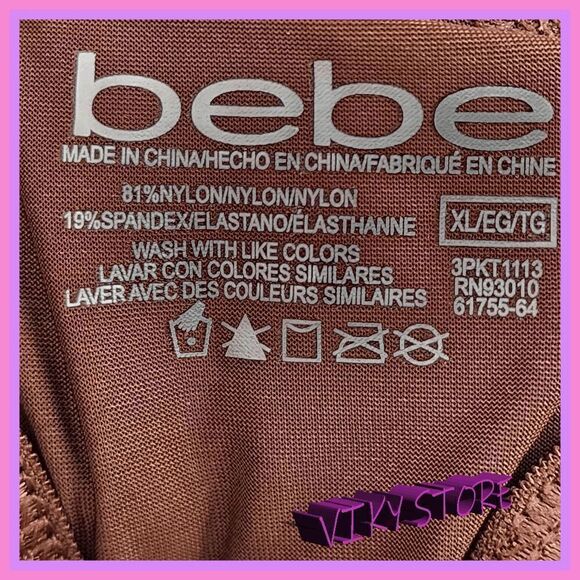 bebe
MADE IN CHINA/HECHO EN CHINA/FABRIQUÉ EN CHINE
81%NYLON/NYLON/NYLON
19%SPANDEX/ELASTANO/ÉLASTHANNE
WASH WITH LIKE COLORS
LAVAR CON COLORES SIMILARES
LAVER AVEC DES COULEURS SIMILAIRES
XL/EG/TG
3PKT1113
RN93010
61755-64
VIKY STORE